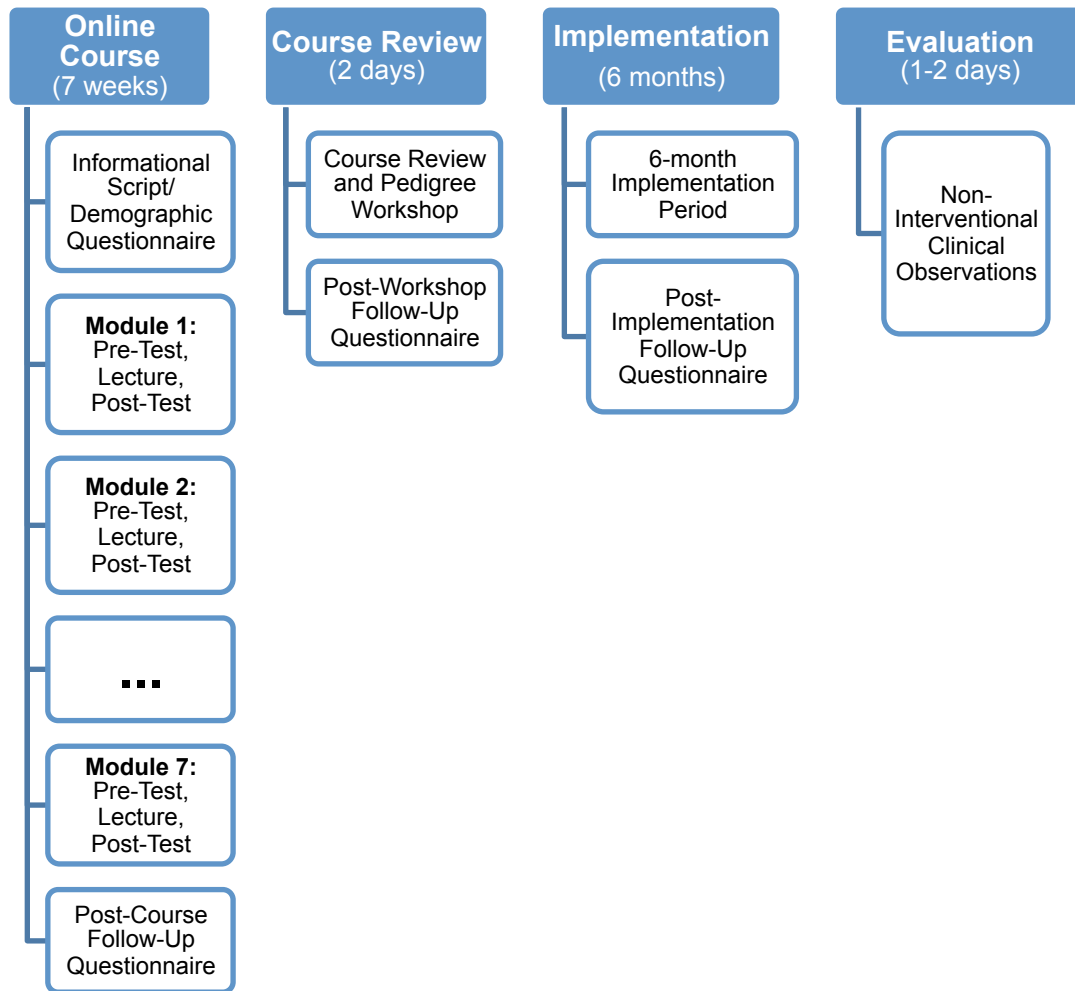 Online
Course
(7 weeks)
Informational
Script/
Demographic
Questionnaire
Module 1:
Pre-Test,
Lecture,
Post-Test
Module 2:
Pre-Test,
Lecture,
Post-Test
...
Module 7:
Pre-Test,
Lecture,
Post-Test
Post-Course
Follow-Up
Questionnaire
Course Review
(2 days)
Course Review
and Pedigree
Workshop
Post-Workshop
Follow-Up
Questionnaire
Implementation
(6 months)
6-month
Implementation
Period
Post-
Implementation
Follow-Up
Questionnaire
Evaluation
(1-2 days)
Non-
Interventional
Clinical
Observations